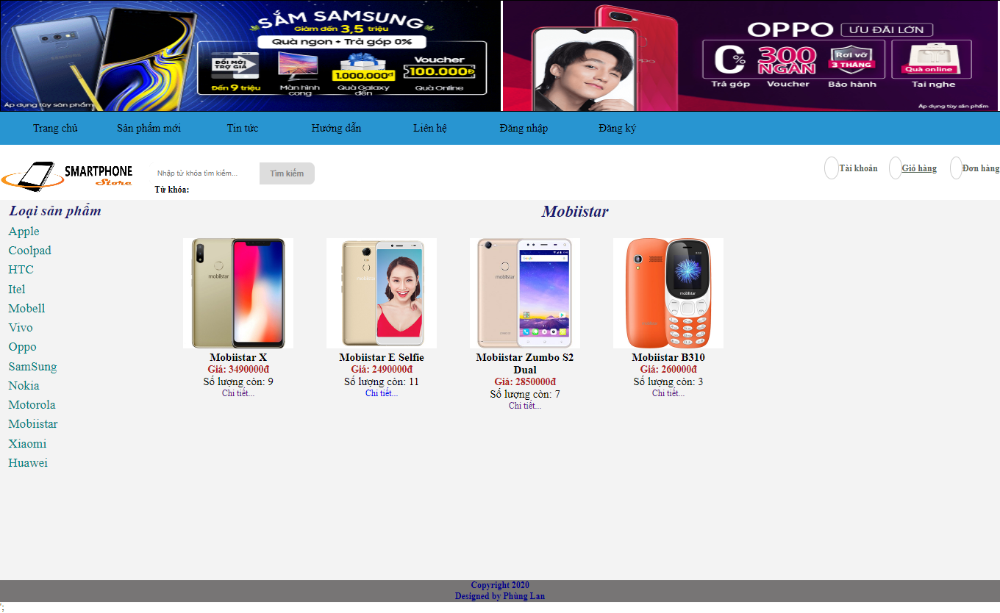 SẮM SAMSUNG
Giảm đến 3,5 triệu
Quà ngon + Trả góp 0%
ĐỔI MỚI
TRỢ GIÁ
Đến 9 triệu
Màn hình
cong
1.000.000đ
Quà Galaxy
đến
Voucher
100.000Đ
Quà Online
SAMSUNG
Áp dụng tùy sản phẩm
OPPO ƯU ĐÃI LỚN
0%
Trả góp
300
NGÀN
Voucher
Rơi vỡ
3 THÁNG
Bảo hành
Quà online
Tai nghe
Áp dụng tùy sản phẩm
Trang chủ Sản phẩm mới Tin tức Hướng dẫn Liên hệ Đăng nhập Đăng ký
SMARTPHONE
Store
Nhập từ khóa tìm kiếm... Tìm kiếm
Từ khóa:
Tài khoản Giỏ hàng Đơn hàng
Loại sản phẩm
Apple
Coolpad
HTC
Itel
Mobell
Vivo
Oppo
SamSung
Nokia
Motorola
Mobiistar
Xiaomi
Huawei
Mobiistar
mobiistar
Mobiistar X
Giá: 3490000đ
Số lượng còn: 9
Chi tiết...
mobiistar
Mobiistar E Selfie
Giá: 2490000đ
Số lượng còn: 11
Chi tiết...
mobiistar
Google
Mobiistar Zumbo S2
Dual
Giá: 2850000đ
Số lượng còn: 7
Chi tiết...
mobiistar
Mobiistar B310
Giá: 260000đ
Số lượng còn: 3
Chi tiết...
Copyright 2020
Designed by Phùng Lan
';